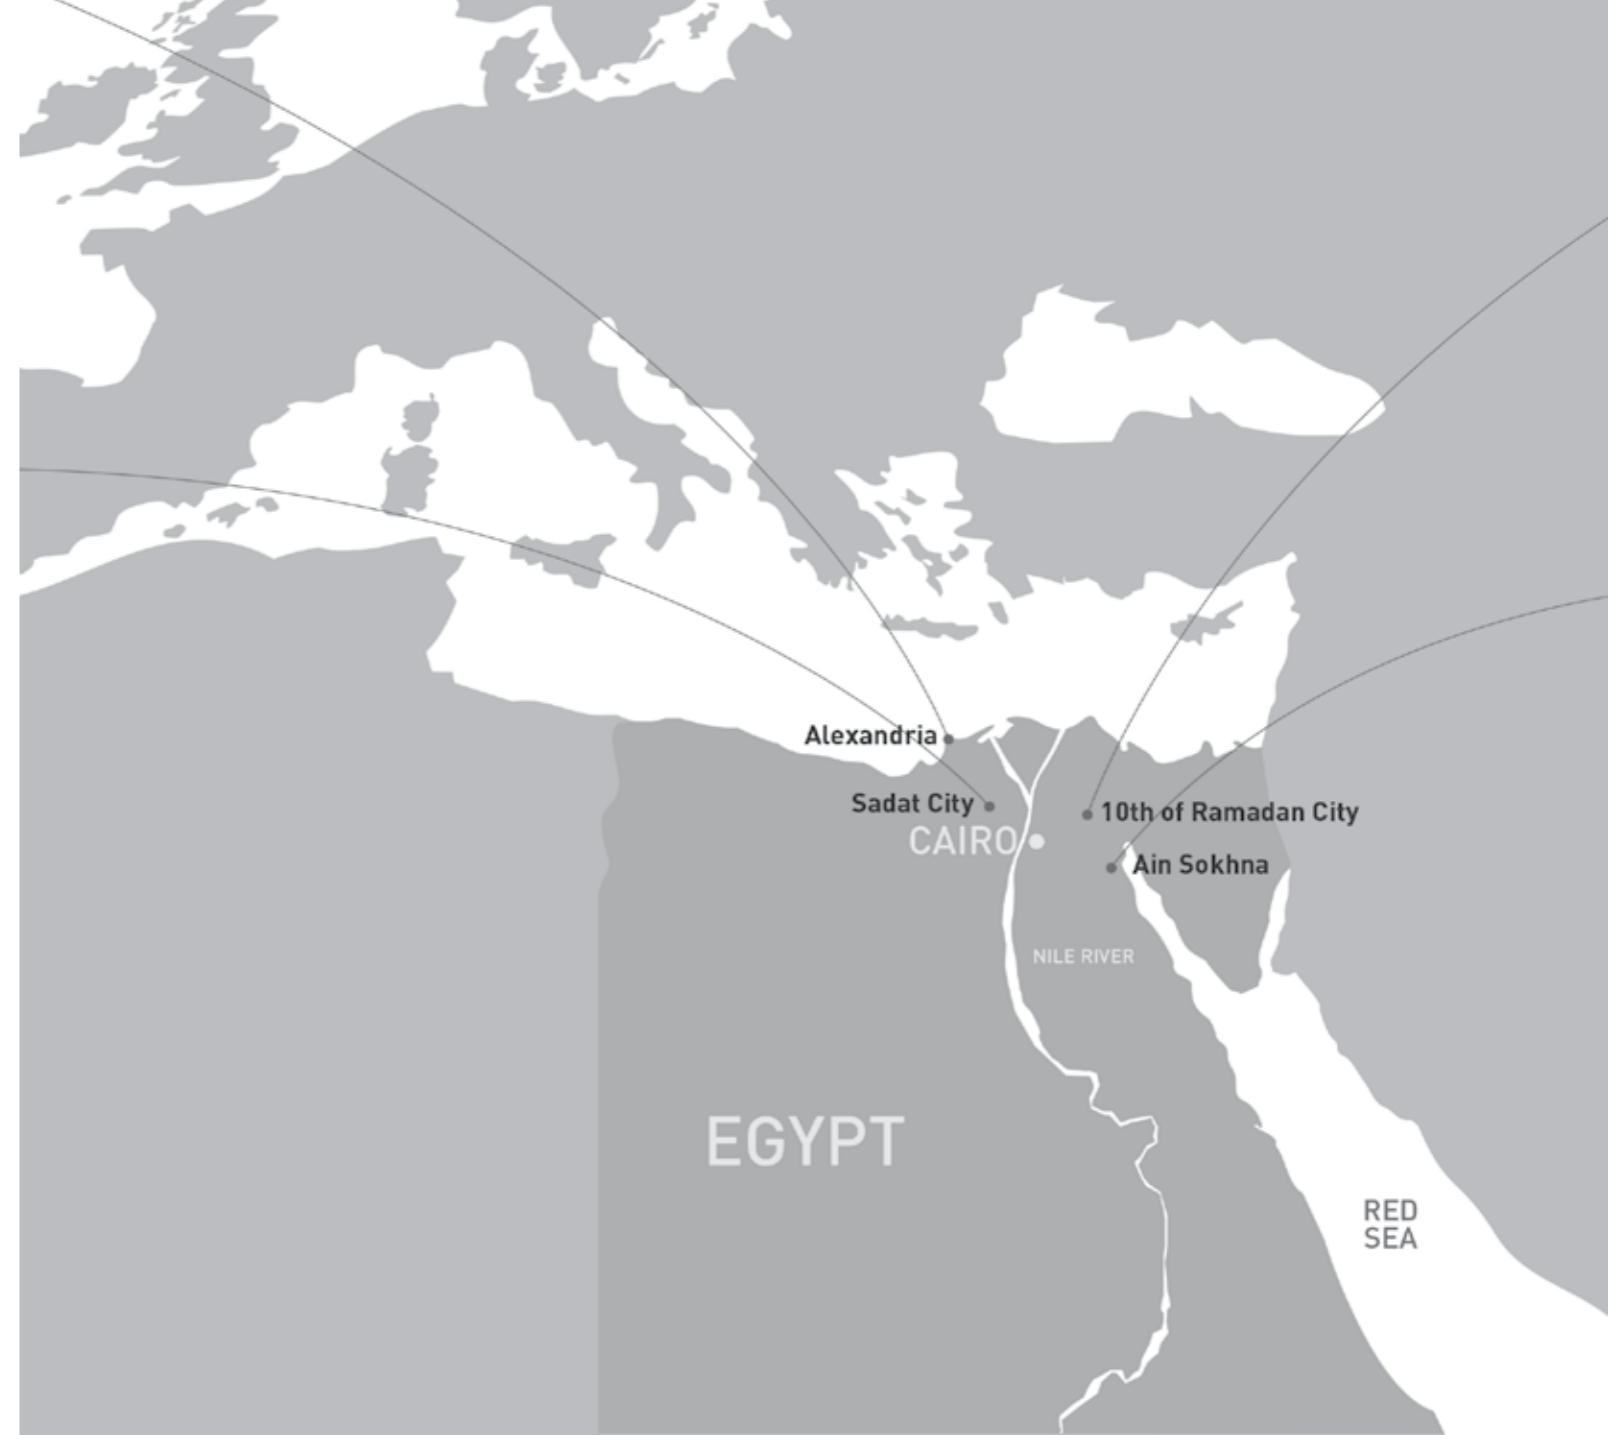 Alexandria
Sadat City
10th of Ramadan City
CAIRO
Ain Sokhna
NILE RIVER
EGYPT
RED
SEA